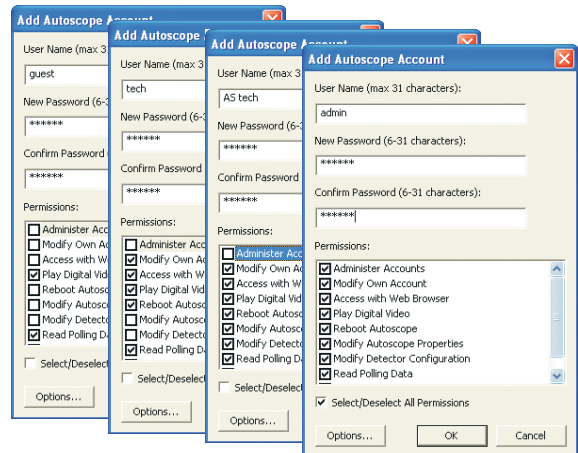 Add Autoscope Account
User Name (max 3
guest
New Password (6-3
******
Confirm Password (
******
Permissions:
Administer Acc
Modify Own Ac
Access with We
Play Digital Vide
Reboot Autosc
Modify Autosc
Modify Detecto
Read Polling Da
Select/Deselect
Options...
Add Autoscope
User Name (max 3
tech
New Password (6-
******
Confirm Password
******
Permissions:
Administer Acc
Modify Own Ac
Access with W
Play Digital Vid
Reboot Autosc
Modify Autosc
Modify Detecto
Read Polling Da
Select/Deselect
Options...
Add Autoscope Account
User Name (max 3
AS tech
New Password (6-
******
Confirm Password
******
Permissions:
Administer Acc
Modify Own Ac
Access with W
Play Digital Vid
Reboot Autosc
Modify Autosc
Modify Detecto
Read Polling Da
Select/Deselect
Options...
Add Autoscope Account
User Name (max 31 characters):
admin
New Password (6-31 characters):
******
Confirm Password (6-31 characters):
******
Permissions:
Administer Accounts
Modify Own Account
Access with Web Browser
Play Digital Video
Reboot Autoscope
Modify Autoscope Properties
Modify Detector Configuration
Read Polling Data
Select/Deselect All Permissions
Options... OK Cancel